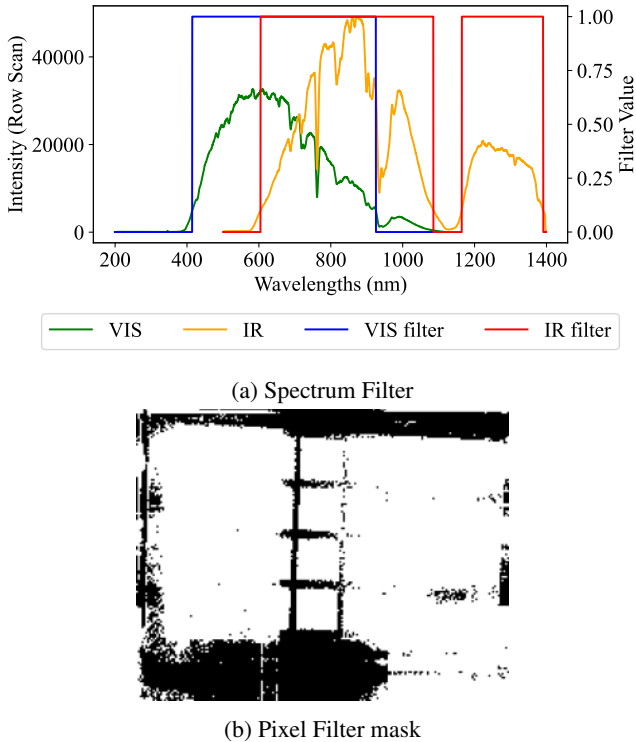 Intensity (Row Scan)
40000
20000
0
1.00
0.75
0.50
0.25
0.00
Filter Value
200 400 600 800 1000 1200 1400
Wavelengths (nm)
VIS IR VIS filter IR filter
(a) Spectrum Filter
(b) Pixel Filter mask